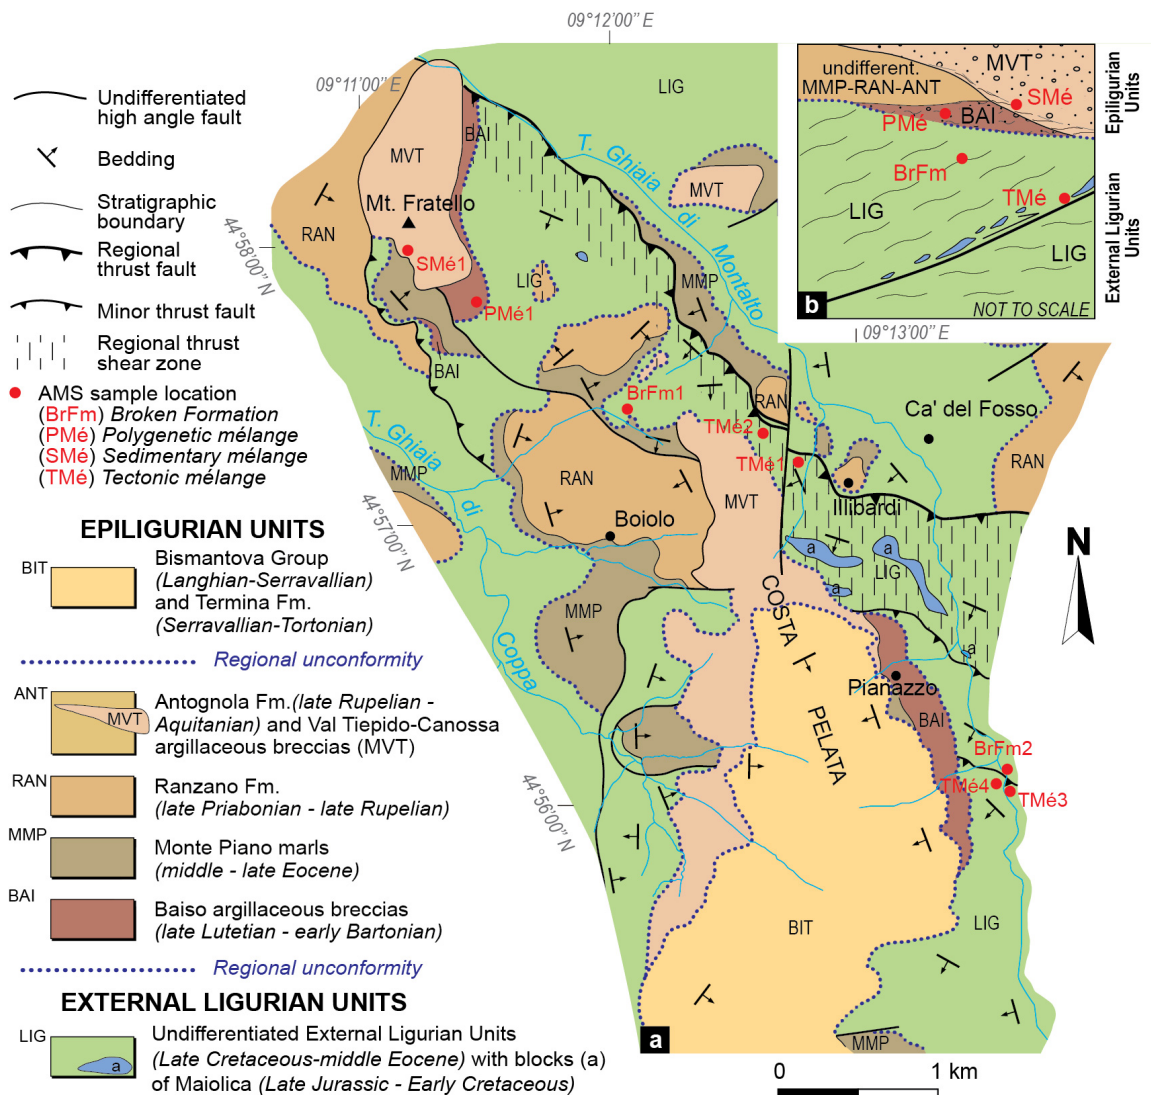 09°12'00'' E
09°11'00'' E
44°58'00'' N
44°57'00'' N
44°56'00'' N
09°13'00'' E
Undifferentiated
high angle fault
Bedding
Stratigraphic
boundary
Regional
thrust fault
Minor thrust fault
Regional thrust
shear zone
AMS sample location
(BrFm) Broken Formation
(PMé) Polygenetic mélange
(SMé) Sedimentary mélange
(TMé) Tectonic mélange
EPILIGURIAN UNITS
BIT
Bismantova Group
(Langhian-Serravallian)
and Termina Fm.
(Serravallian-Tortonian)
Regional unconformity
ANT
MVT
Antognola Fm.(late Rupelian -
Aquitanian) and Val Tiepido-Canossa
argillaceous breccias (MVT)
RAN
Ranzano Fm.
(late Priabonian - late Rupelian)
MMP
Monte Piano marls
(middle - late Eocene)
BAI
Baiso argillaceous breccias
(late Lutetian - early Bartonian)
Regional unconformity
EXTERNAL LIGURIAN UNITS
LIG
a
Undifferentiated External Ligurian Units
(Late Cretaceous-middle Eocene) with blocks (a)
of Maiolica (Late Jurassic - Early Cretaceous)
LIG
BAI
MVT
T. Ghiaia
di
Montalto
MVT
Mt. Fratello
RAN
SMé1
LIG
MMP
PMé1
BAI
BrFm1
RAN
Ca' del Fosso
TMé2
T. Ghiaia
di
Coppa
TMé1
RAN
MMP
RAN
MVT
Illibardi
Boiolo
a
a
LIG
a
COSTA
PELATA
MMP
a
Pianazzo
BAI
BrFm2
TMé4
TMé3
BIT
LIG
MMP
a
0
1 km
N
undifferent.
MMP-RAN-ANT
MVT
SMé
PMé
BAI
BrFm
TMé
LIG
LIG
b
NOT TO SCALE
Epiligurian
Units
External Ligurian
Units